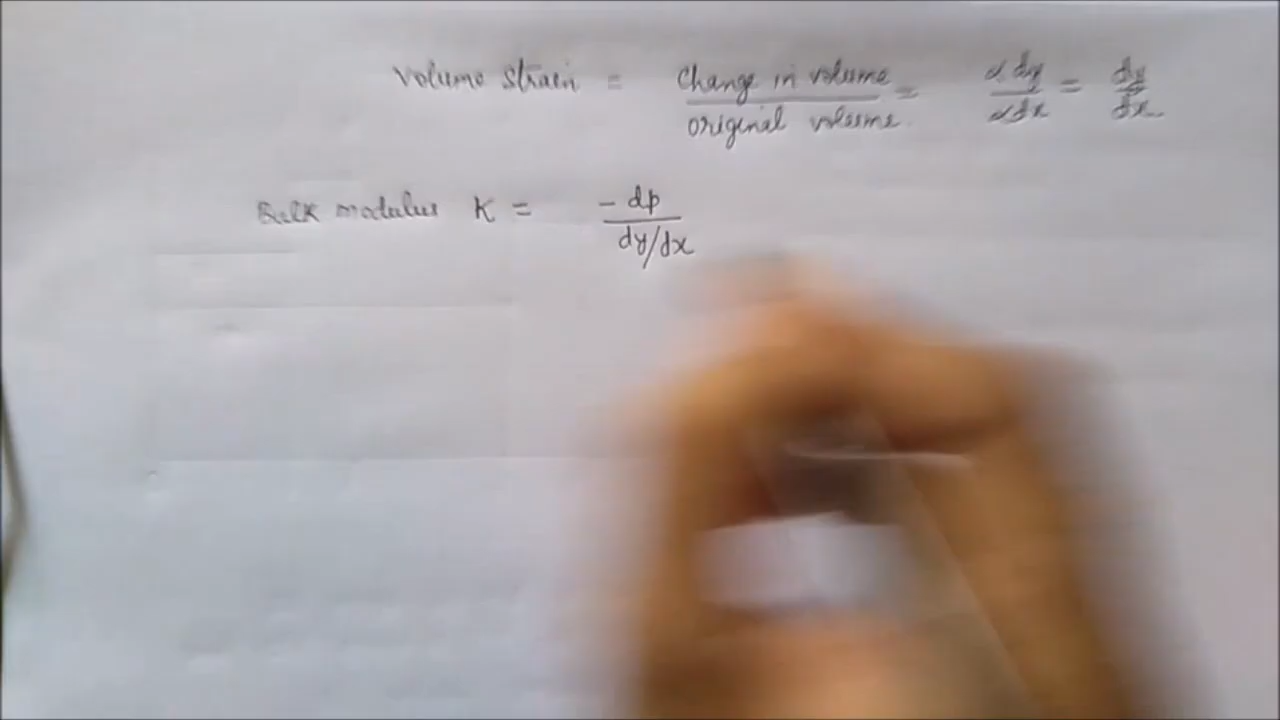 volume strain = Change in volume / original volume = α dy / α dx = dy / dx
Bulk modulus K = - dp / dy/dx